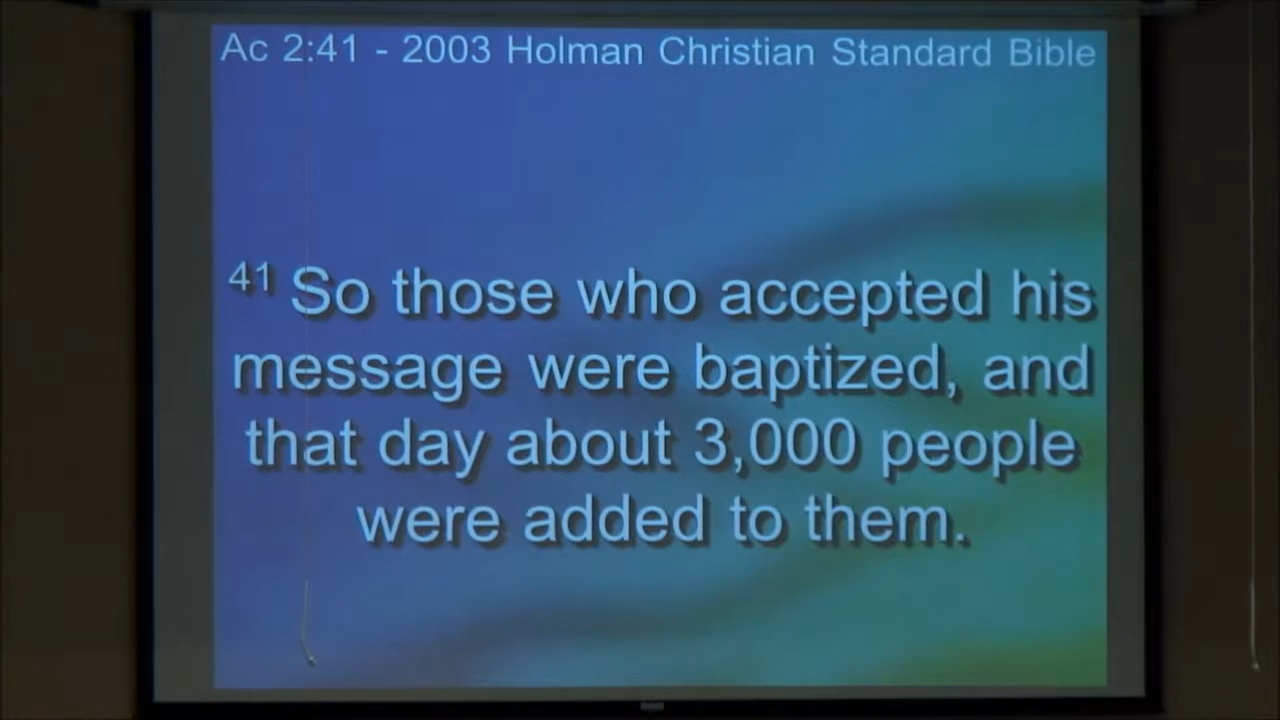 Ac 2:41 - 2003 Holman Christian Standard Bible
41 So those who accepted his
message were baptized, and
that day about 3,000 people
were added to them.